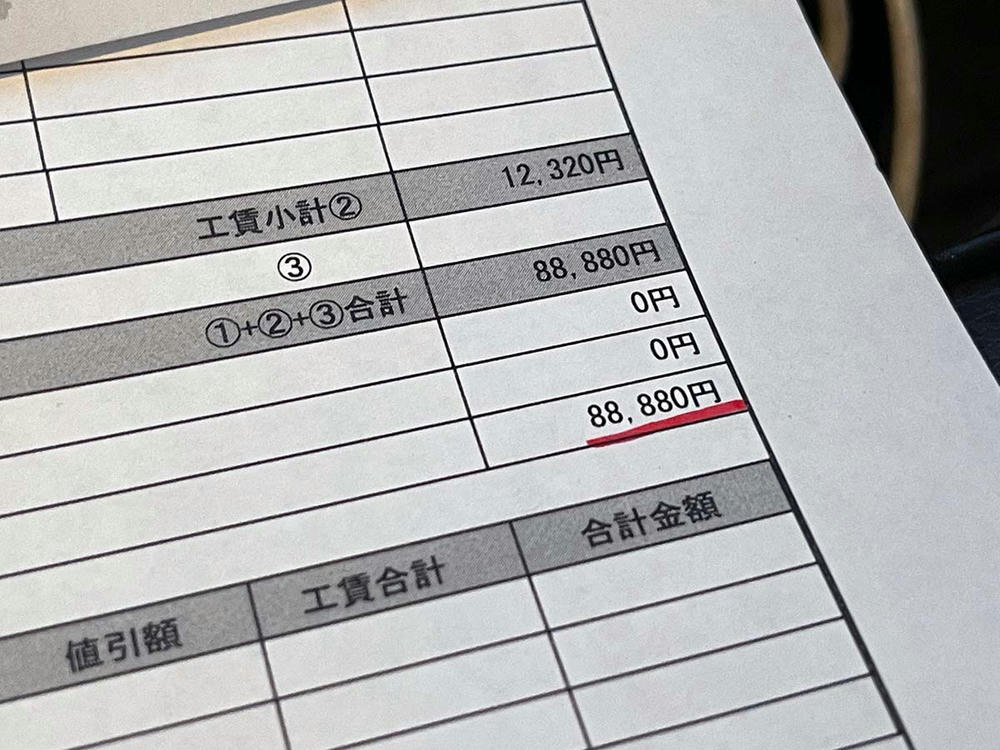 工賃小計② 12,320円
③
①+②+③合計 88,880円
0円
0円
88,880円
値引額 工賃合計 合計金額